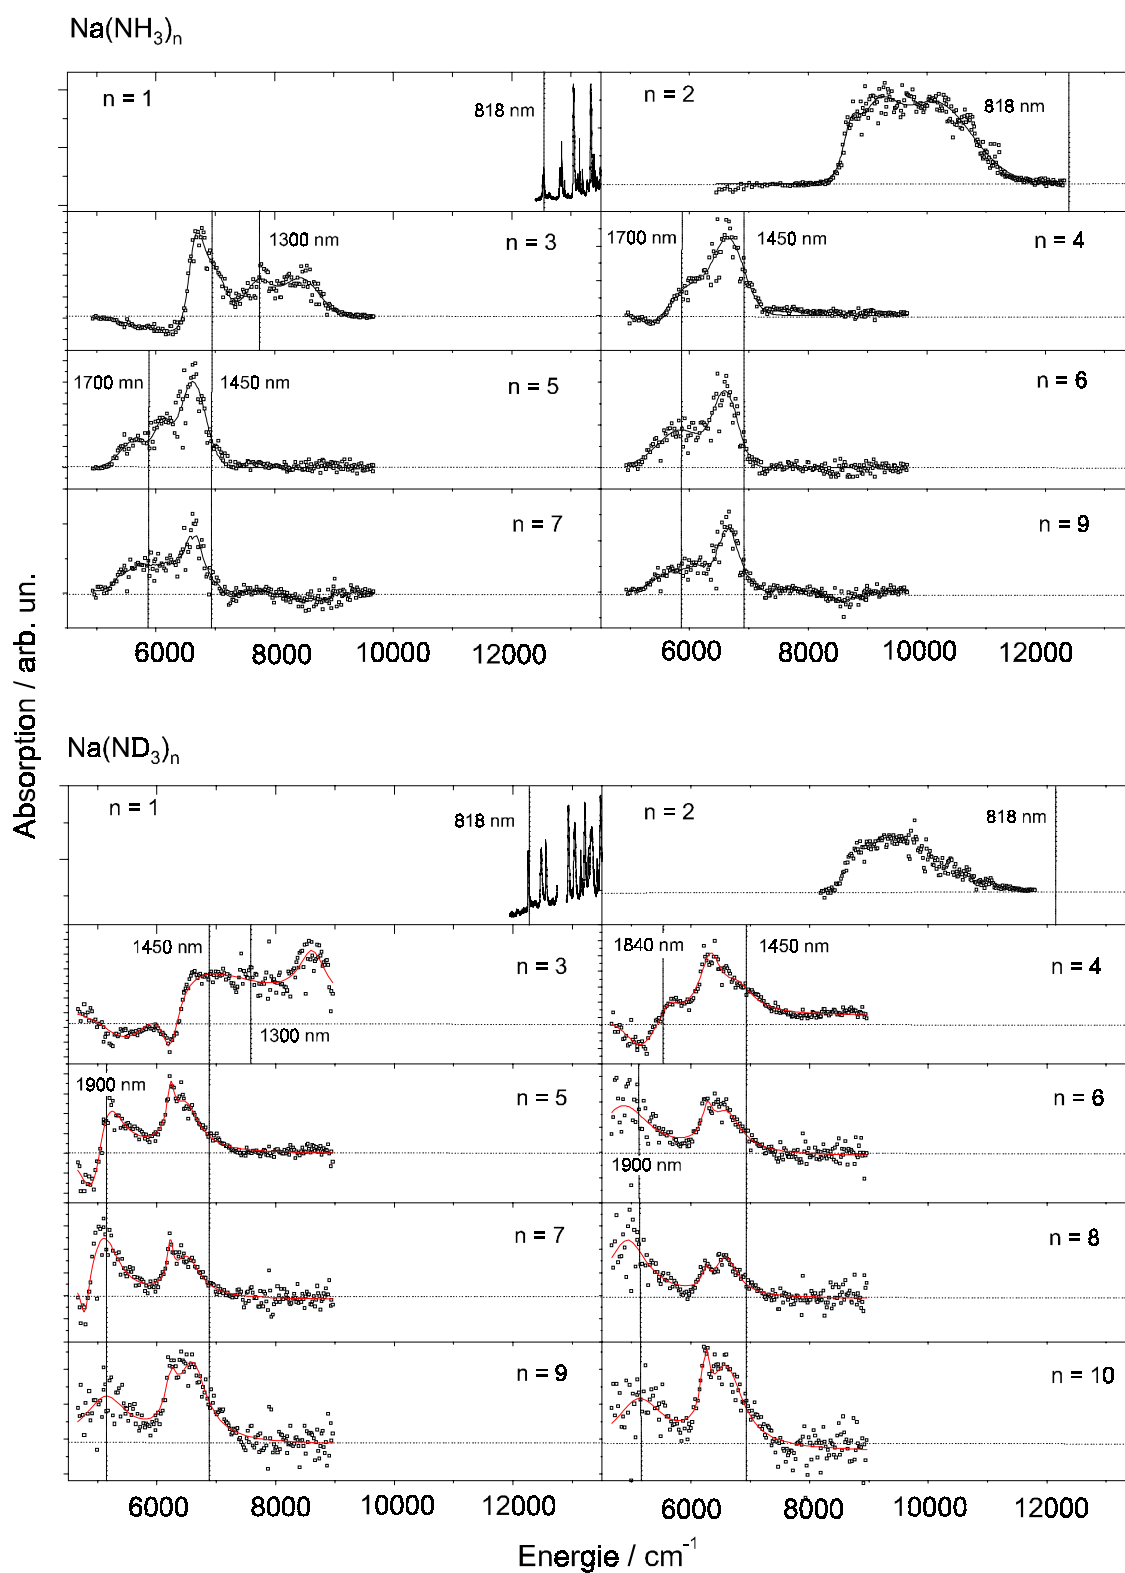 Na(NH3)n
n = 1
818 nm
n = 2
818 nm
1300 nm
n = 3
1700 nm
1450 nm
n = 4
1700 mn
1450 nm
n = 5
n = 6
n = 7
n = 9
6000 8000 10000 12000
6000 8000 10000 12000
Absorption / arb. un.
Na(ND3)n
n = 1
818 nm
n = 2
818 nm
1450 nm
1300 nm
n = 3
1840 nm
1450 nm
n = 4
1900 nm
n = 5
1900 nm
n = 6
n = 7
n = 8
n = 9
n = 10
6000 8000 10000 12000
6000 8000 10000 12000
Energie / cm-1